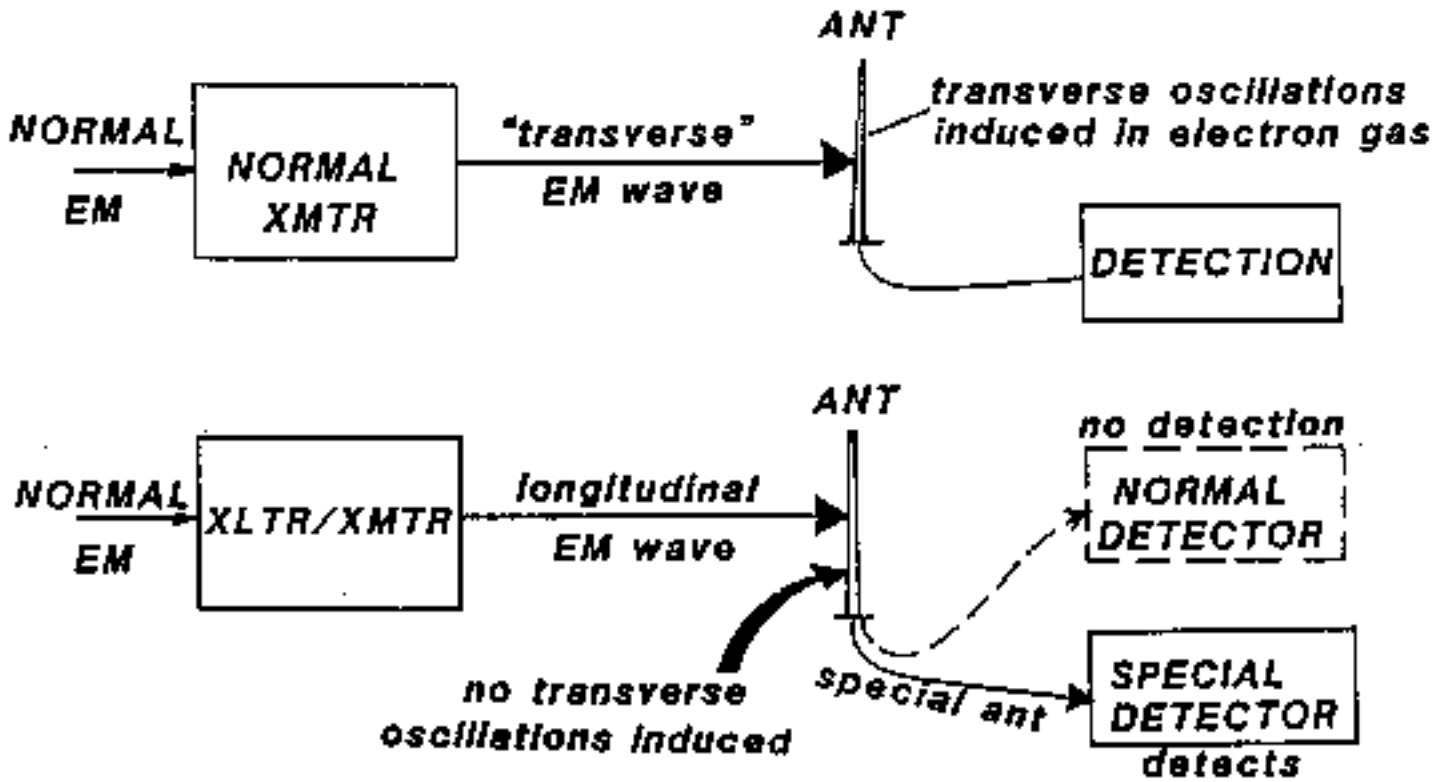 ANT
transverse oscillations
induced in electron gas
NORMAL
EM
NORMAL
XMTR
"transverse"
EM wave
DETECTION
ANT
no detection
NORMAL
DETECTOR
NORMAL
EM
XLTR/XMTR
longitudinal
EM wave
no transverse
oscillations induced
special ant
SPECIAL
DETECTOR
detects